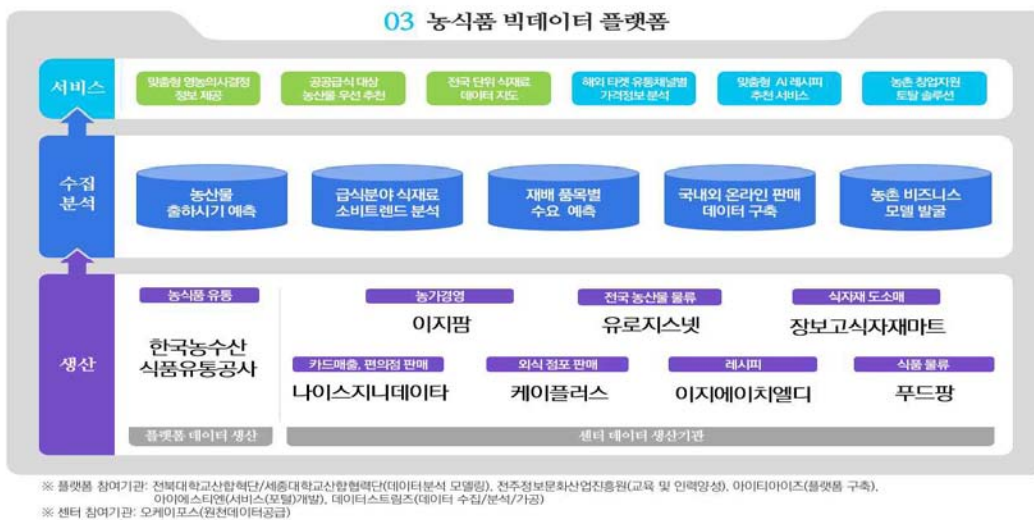 03 농식품 빅데이터 플랫폼
서비스
맞춤형 영농의사결정
정보 제공
공공급식 대상
농산물 우선 추천
전국 단위 식재료
데이터 지도
해외 타겟 유통채널별
가격정보 분석
맞춤형 AI 레시피
추천 서비스
농촌 창업지원
토탈 솔루션
수집
분석
농산물
출하시기 예측
급식분야 식재료
소비트렌드 분석
재배 품목별
수요 예측
국내외 온라인 판매
데이터 구축
농촌 비즈니스
모델 발굴
생산
농식품 유통
한국농수산
식품유통공사
농가경영
이지팜
전국 농산물 물류
유로지스넷
식자재 도소매
장보고식자재마트
카드매출, 편의점 판매
나이스지니데이타
외식 점포 판매
케이플러스
레시피
이지에이치엘디
식품 물류
푸드팡
플랫폼 데이터 생산
센터 데이터 생산기관
※ 플랫폼 참여기관: 전북대학교산합혁단/세종대학교산합협력단(데이터분석 모델링), 전주정보문화산업진흥원(교육 및 인력양성), 아이티아이즈(플랫폼 구축),
아이에스티엔(서비스(포털)개발), 데이터스트림즈(데이터 수집/분석/가공)
※ 센터 참여기관: 오케이포스(원천데이터공급)